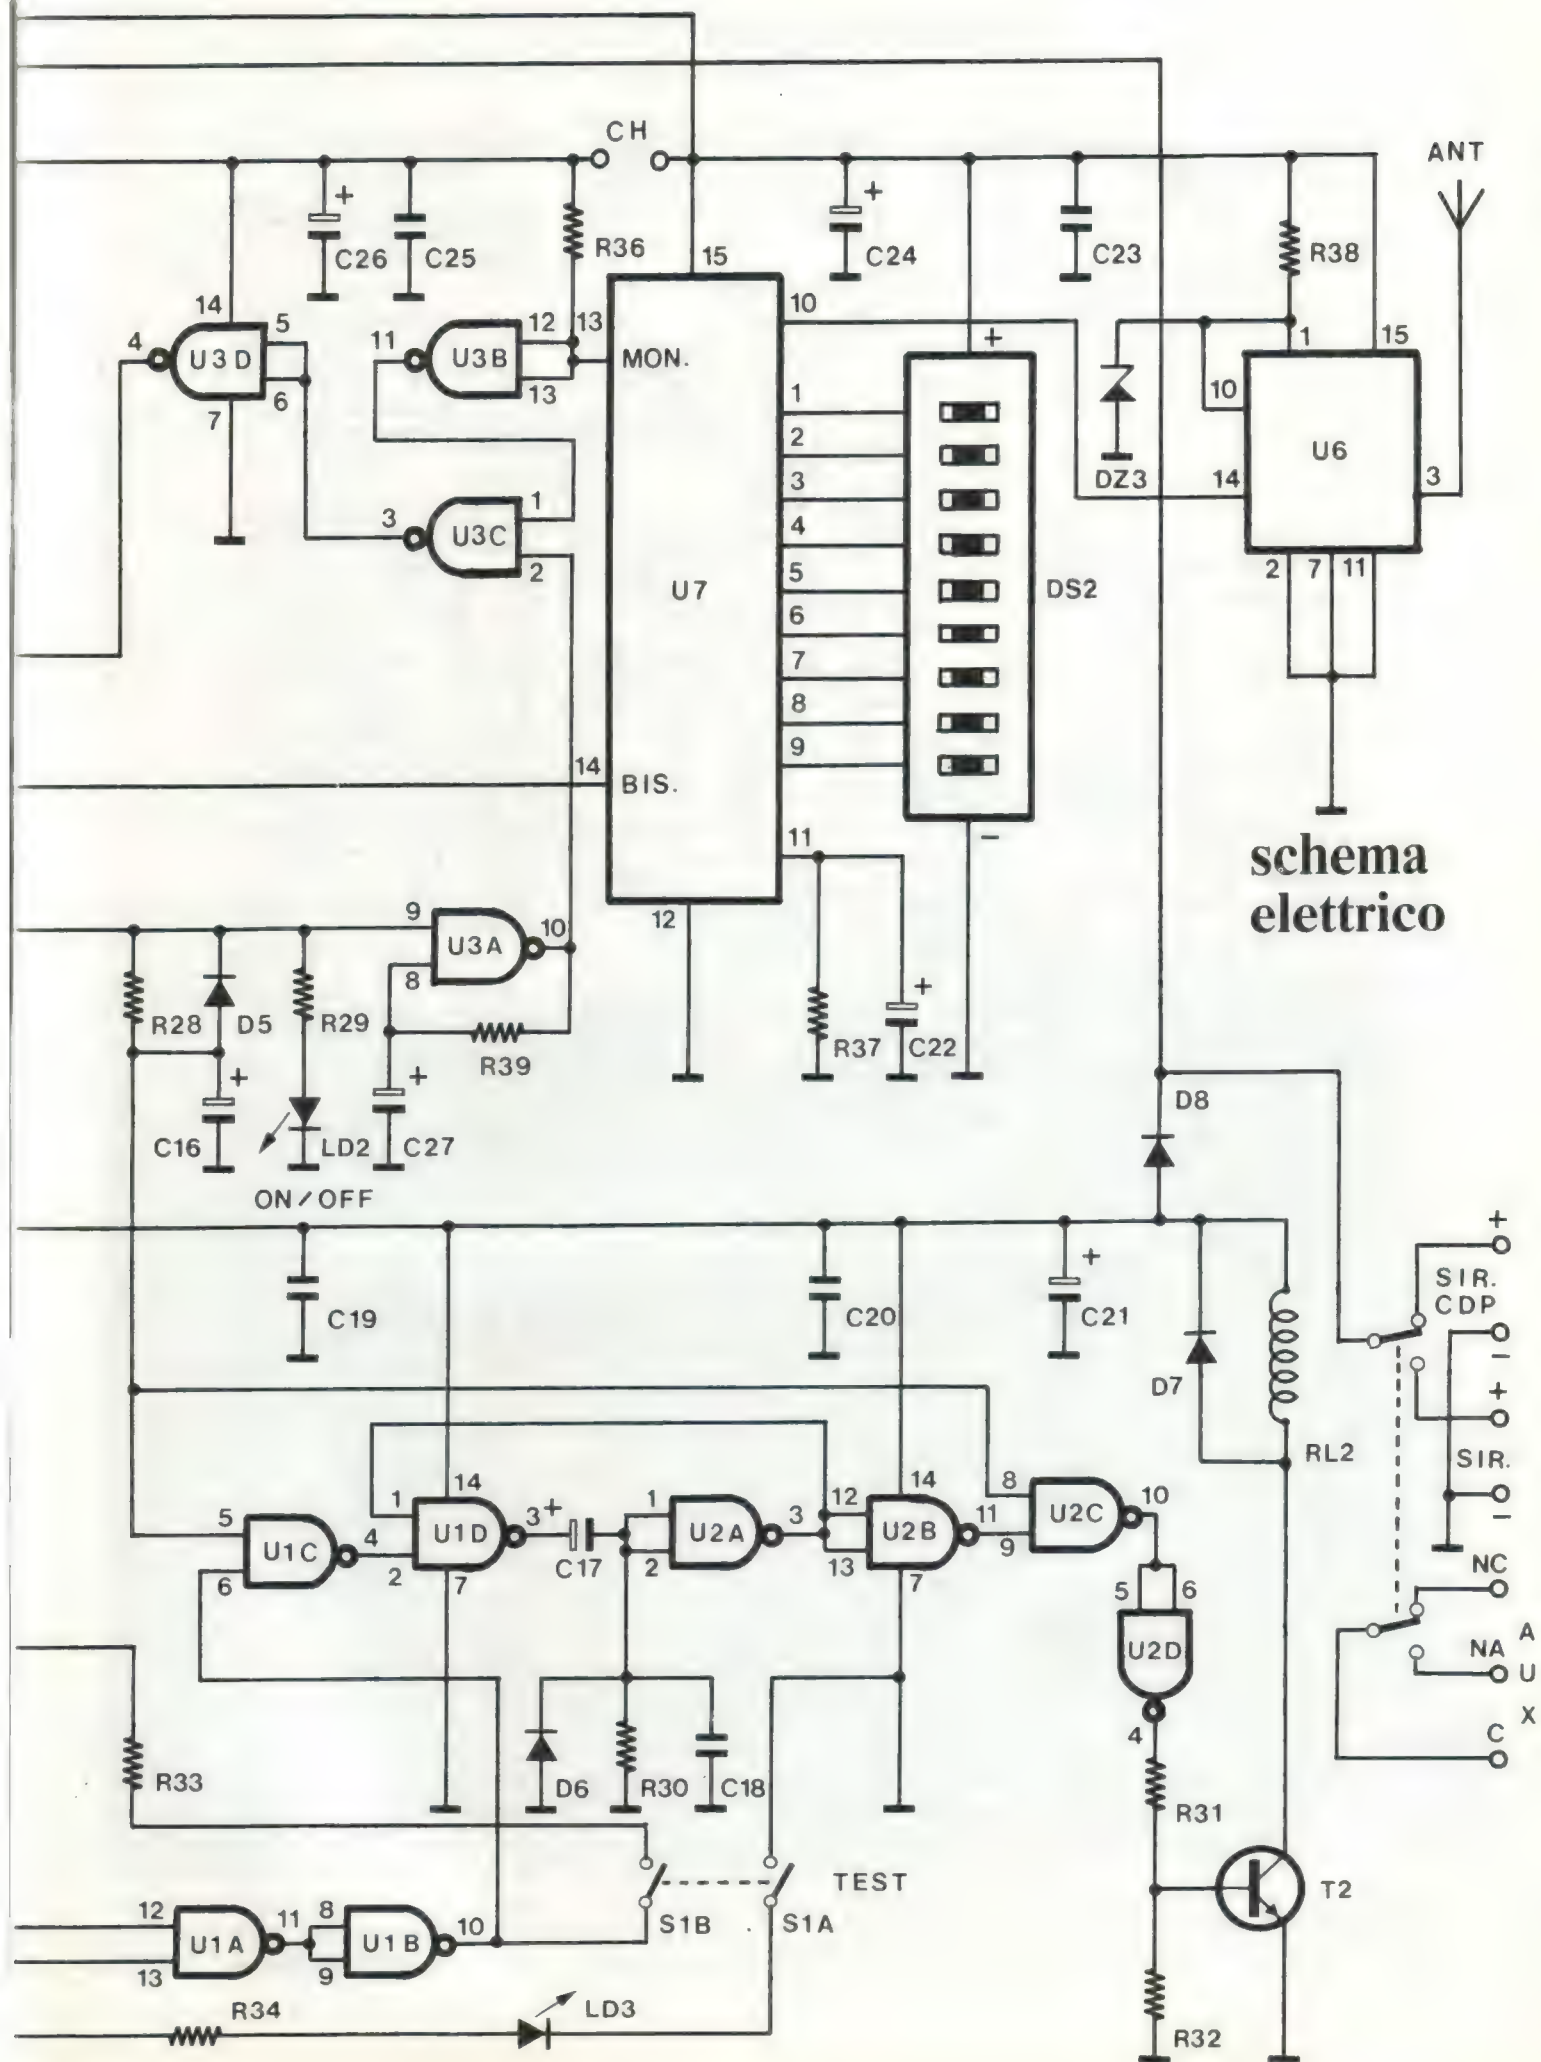 CH
ANT
+
+
C26
C25
R36
15
C24
C23
R38
14
4
U3D
5
6
7
11
U3B
12
13
13
MON.
10
+
1
15
10
U6
14
3
DZ3
2
7
11
3
U3C
1
2
U7
1
2
3
4
5
6
7
8
9
DS2
14
BIS.
11
−
12
schema
elettrico
9
U3A
10
8
R28
D5
R29
R39
R37
+
C22
+
+
C16
LD2
C27
ON/OFF
D8
+
SIR.
CDP
−
+
SIR.
−
C19
C20
+
C21
D7
RL2
5
U1C
4
6
1
14
U1D
3
+
2
7
C17
1
U2A
3
2
12
14
U2B
11
13
7
8
U2C
10
9
5
6
U2D
4
NC
NA
C
A
U
X
R33
D6
R30
C18
R31
TEST
S1B
S1A
T2
12
U1A
11
13
8
U1B
10
9
R34
LD3
R32